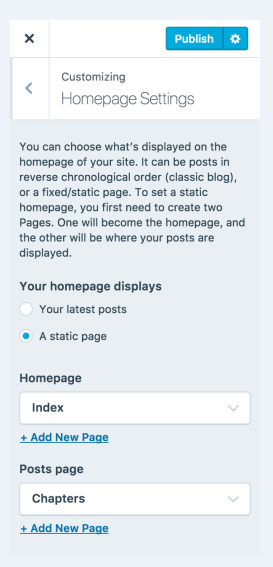 Publish
Customizing
Homepage Settings
You can choose what's displayed on the
homepage of your site. It can be posts in
reverse chronological order (classic blog),
or a fixed/static page. To set a static
homepage, you first need to create two
Pages. One will become the homepage, and
the other will be where your posts are
displayed.
Your homepage displays
Your latest posts
A static page
Homepage
Index
+ Add New Page
Posts page
Chapters
+ Add New Page